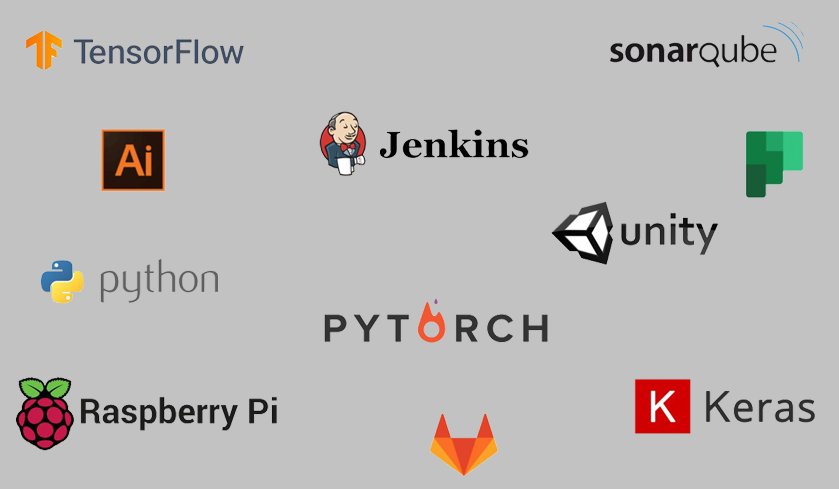 TensorFlow
sonarqube
Ai
Jenkins
unity
python
PYTORCH
Raspberry Pi
K Keras